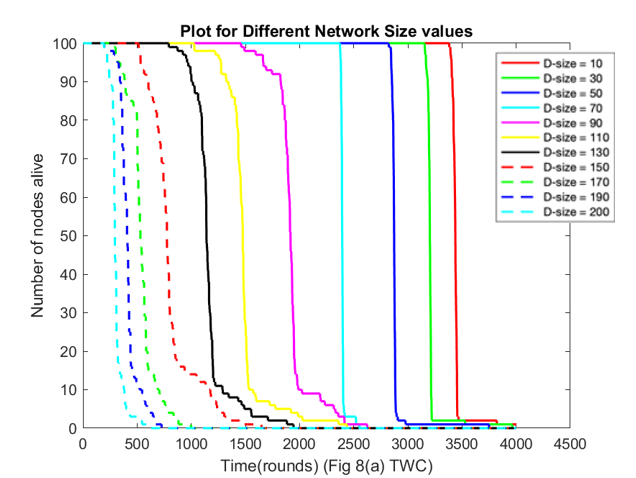 Plot for Different Network Size values
Number of nodes alive
100
90
80
70
60
50
40
30
20
10
0
D-size = 10
D-size = 30
D-size = 50
D-size = 70
D-size = 90
D-size = 110
D-size = 130
D-size = 150
D-size = 170
D-size = 190
D-size = 200
0 500 1000 1500 2000 2500 3000 3500 4000 4500
Time(rounds) (Fig 8(a) TWC)